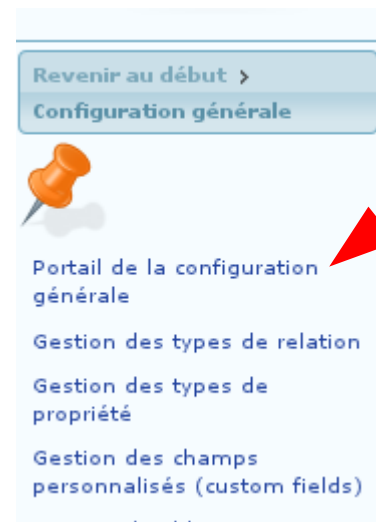 Revenir au début >
Configuration générale
Portail de la configuration
générale
Gestion des types de relation
Gestion des types de
propriété
Gestion des champs
personnalisés (custom fields)